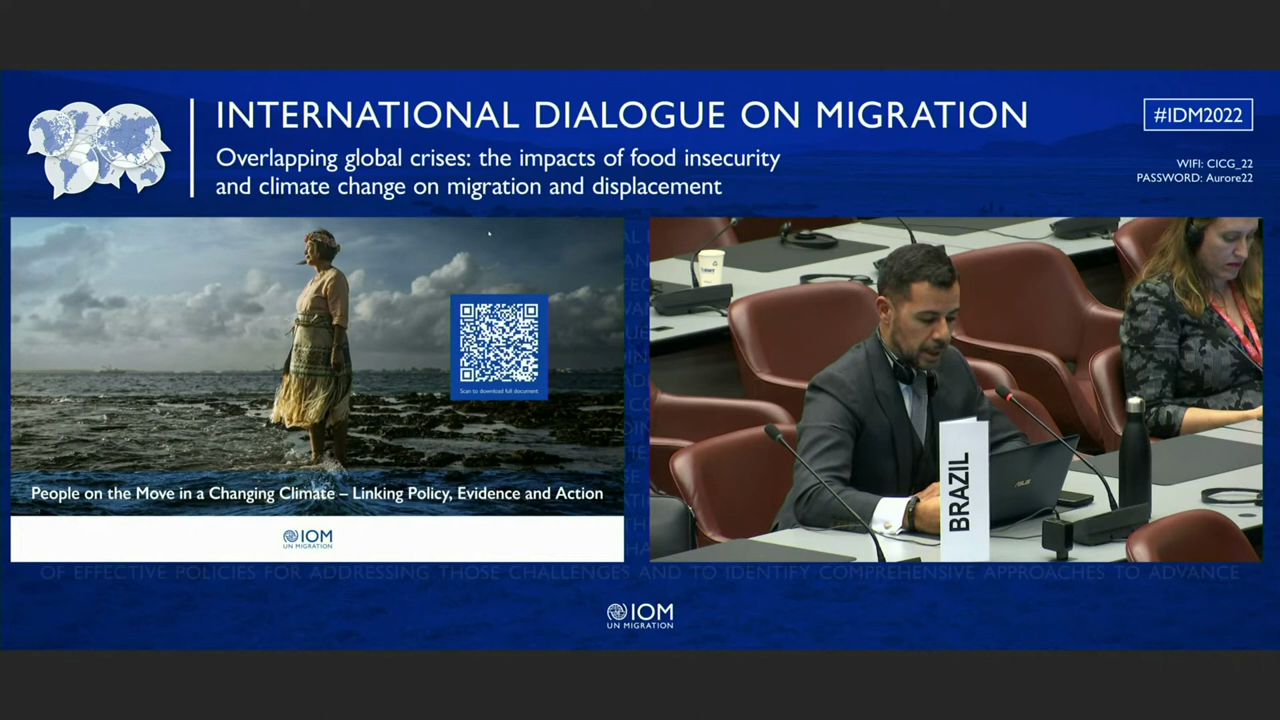 INTERNATIONAL DIALOGUE ON MIGRATION
Overlapping global crises: the impacts of food insecurity
and climate change on migration and displacement
#IDM2022
WIFI: CICG_22
PASSWORD: Aurore22
Scan to download full document
People on the Move in a Changing Climate – Linking Policy, Evidence and Action
IOM
UN MIGRATION
BRAZIL
ASUS
OF EFFECTIVE POLICIES FOR ADDRESSING THOSE CHALLENGES AND TO IDENTIFY COMPREHENSIVE APPROACHES TO ADVANCE
IOM
UN MIGRATION